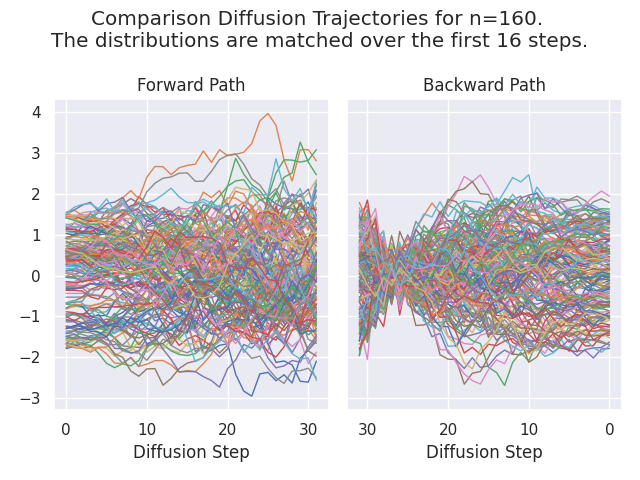 Comparison Diffusion Trajectories for n=160.
The distributions are matched over the first 16 steps.
Forward Path
Backward Path
4
3
2
1
0
−1
−2
−3
0 10 20 30
30 20 10 0
Diffusion Step
Diffusion Step